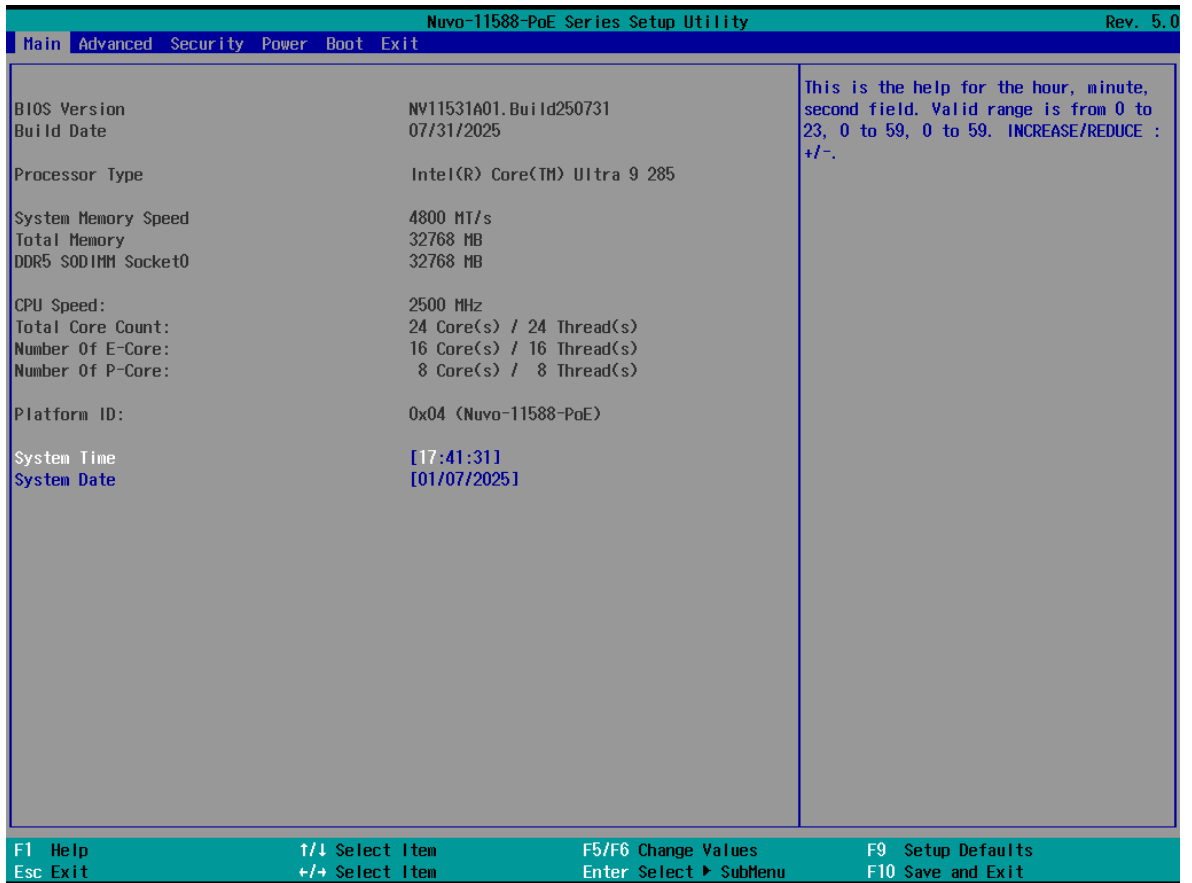 Nuvo-11588-PoE Series Setup Utility Rev. 5.0
Main Advanced Security Power Boot Exit
BIOS Version NV11531A01.Build250731
Build Date 07/31/2025
Processor Type Intel(R) Core(TM) Ultra 9 285
System Memory Speed 4800 MT/s
Total Memory 32768 MB
DDR5 SODIMM Socket0 32768 MB
CPU Speed: 2500 MHz
Total Core Count: 24 Core(s) / 24 Thread(s)
Number Of E-Core: 16 Core(s) / 16 Thread(s)
Number Of P-Core: 8 Core(s) / 8 Thread(s)
Platform ID: 0x04 (Nuvo-11588-PoE)
System Time [17:41:31]
System Date [01/07/2025]
This is the help for the hour, minute,
second field. Valid range is from 0 to
23, 0 to 59, 0 to 59. INCREASE/REDUCE :
+/-.
F1 Help ↑/↓ Select Item F5/F6 Change Values F9 Setup Defaults
Esc Exit ←/→ Select Item Enter Select ▶ SubMenu F10 Save and Exit